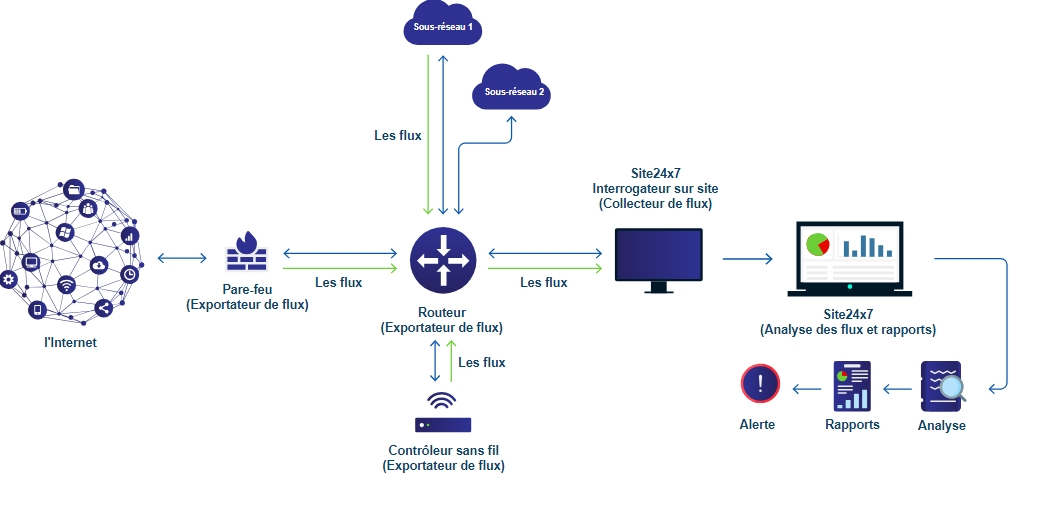 Sous-réseau 1
Sous-réseau 2
Les flux
Site24x7
Interrogateur sur site
(Collecteur de flux)
Les flux
Les flux
Pare-feu
(Exportateur de flux)
Routeur
(Exportateur de flux)
Site24x7
(Analyse des flux et rapports)
l'Internet
Les flux
Contrôleur sans fil
(Exportateur de flux)
Alerte
Rapports
Analyse